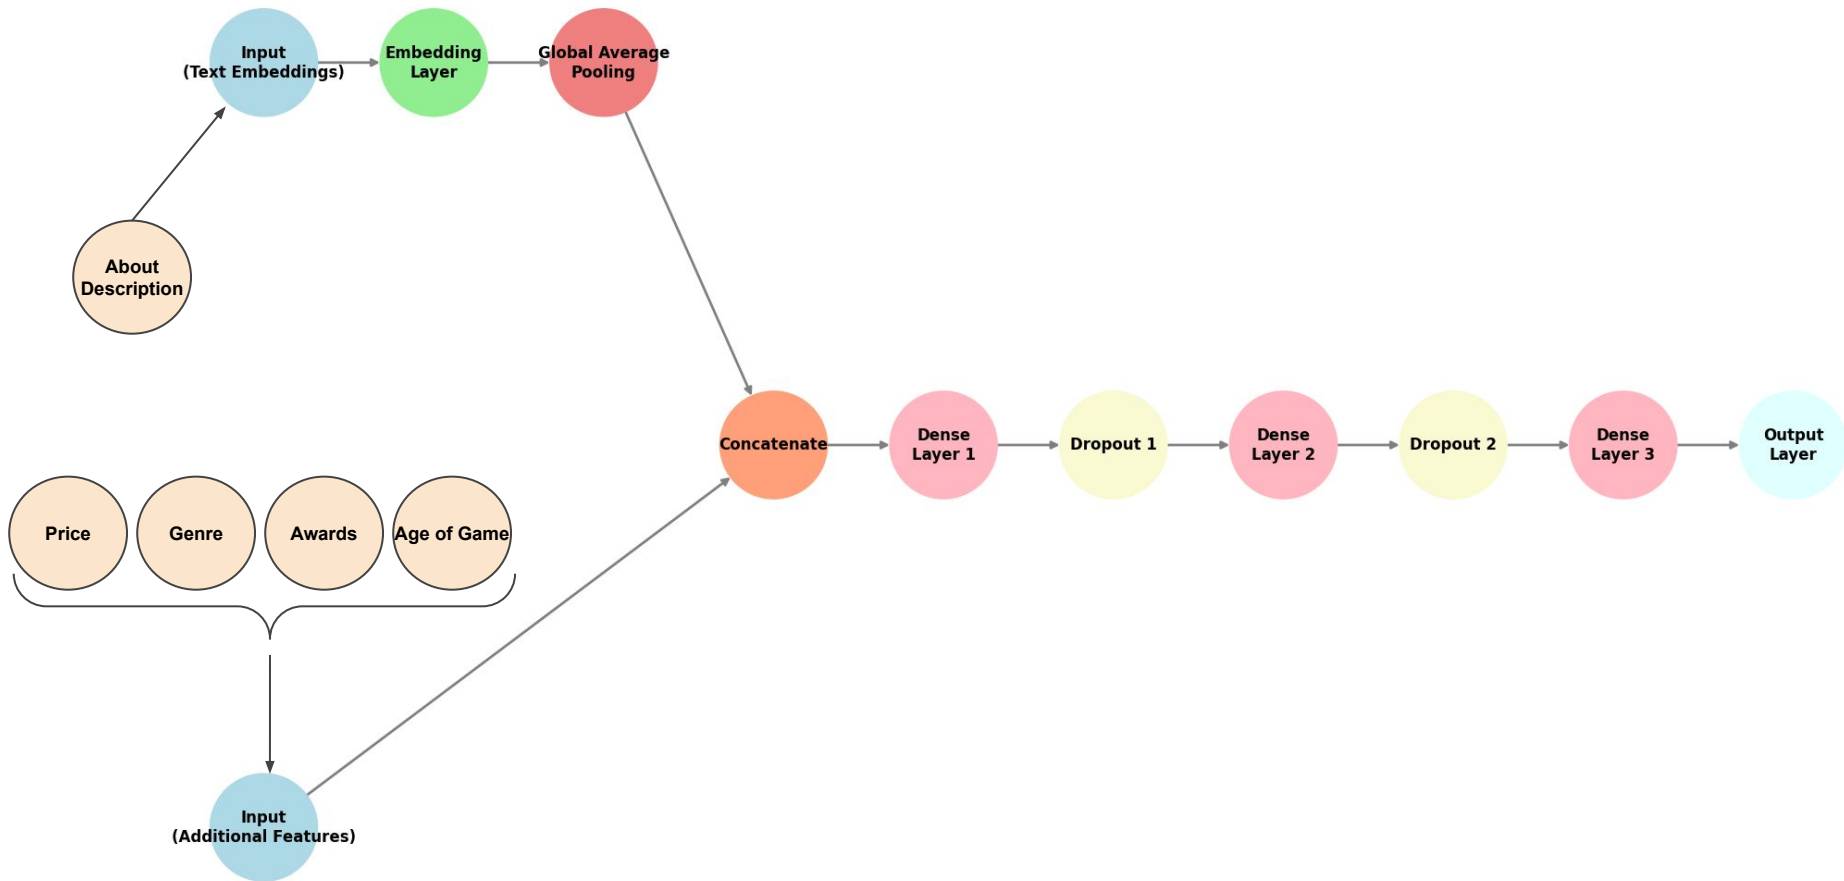 Input
(Text Embeddings)
Embedding
Layer
Global Average
Pooling
About
Description
Concatenate
Dense
Layer 1
Dropout 1
Dense
Layer 2
Dropout 2
Dense
Layer 3
Output
Layer
Price
Genre
Awards
Age of Game
Input
(Additional Features)